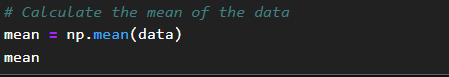 # Calculate the mean of the data
mean = np.mean(data)
mean